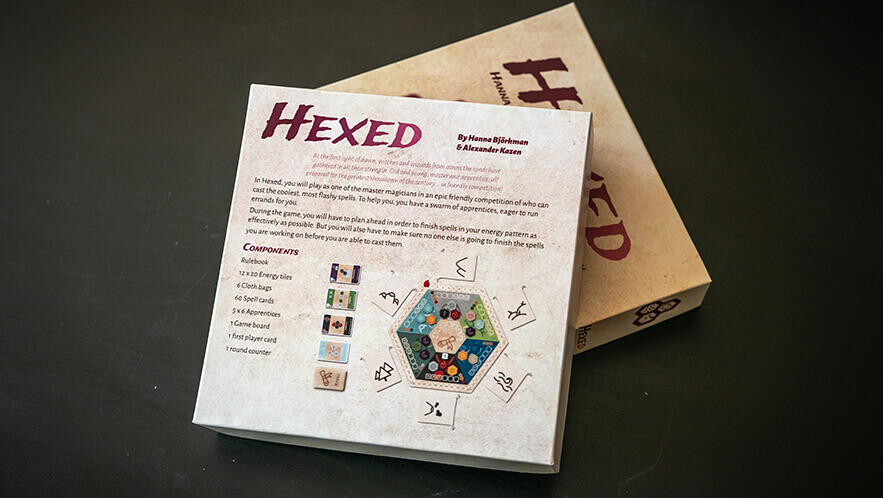 HEXED
By Hanna Björkman
& Alexander Kazen
At the first light of dawn, witches and wizards from across the lands have
gathered in all their strength. Old and young, master and apprentice, all
prepared for the greatest showdown of the century... in friendly competition!
In Hexed, you will play as one of the master magicians in an epic friendly competition of who can
cast the coolest, most flashy spells. To help you, you have a swarm of apprentices, eager to run
errands for you.
During the game, you will have to plan ahead in order to finish spells in your energy pattern as
effectively as possible. But you will also have to make sure no one else is going to finish the spells
you are working on before you are able to cast them.
COMPONENTS
Rulebook
12 x 20 Energy tiles
6 Cloth bags
60 Spell cards
5 x 6 Apprentices
1 Game board
1 first player card
1 round counter
HEXED
HANNA
HEXED